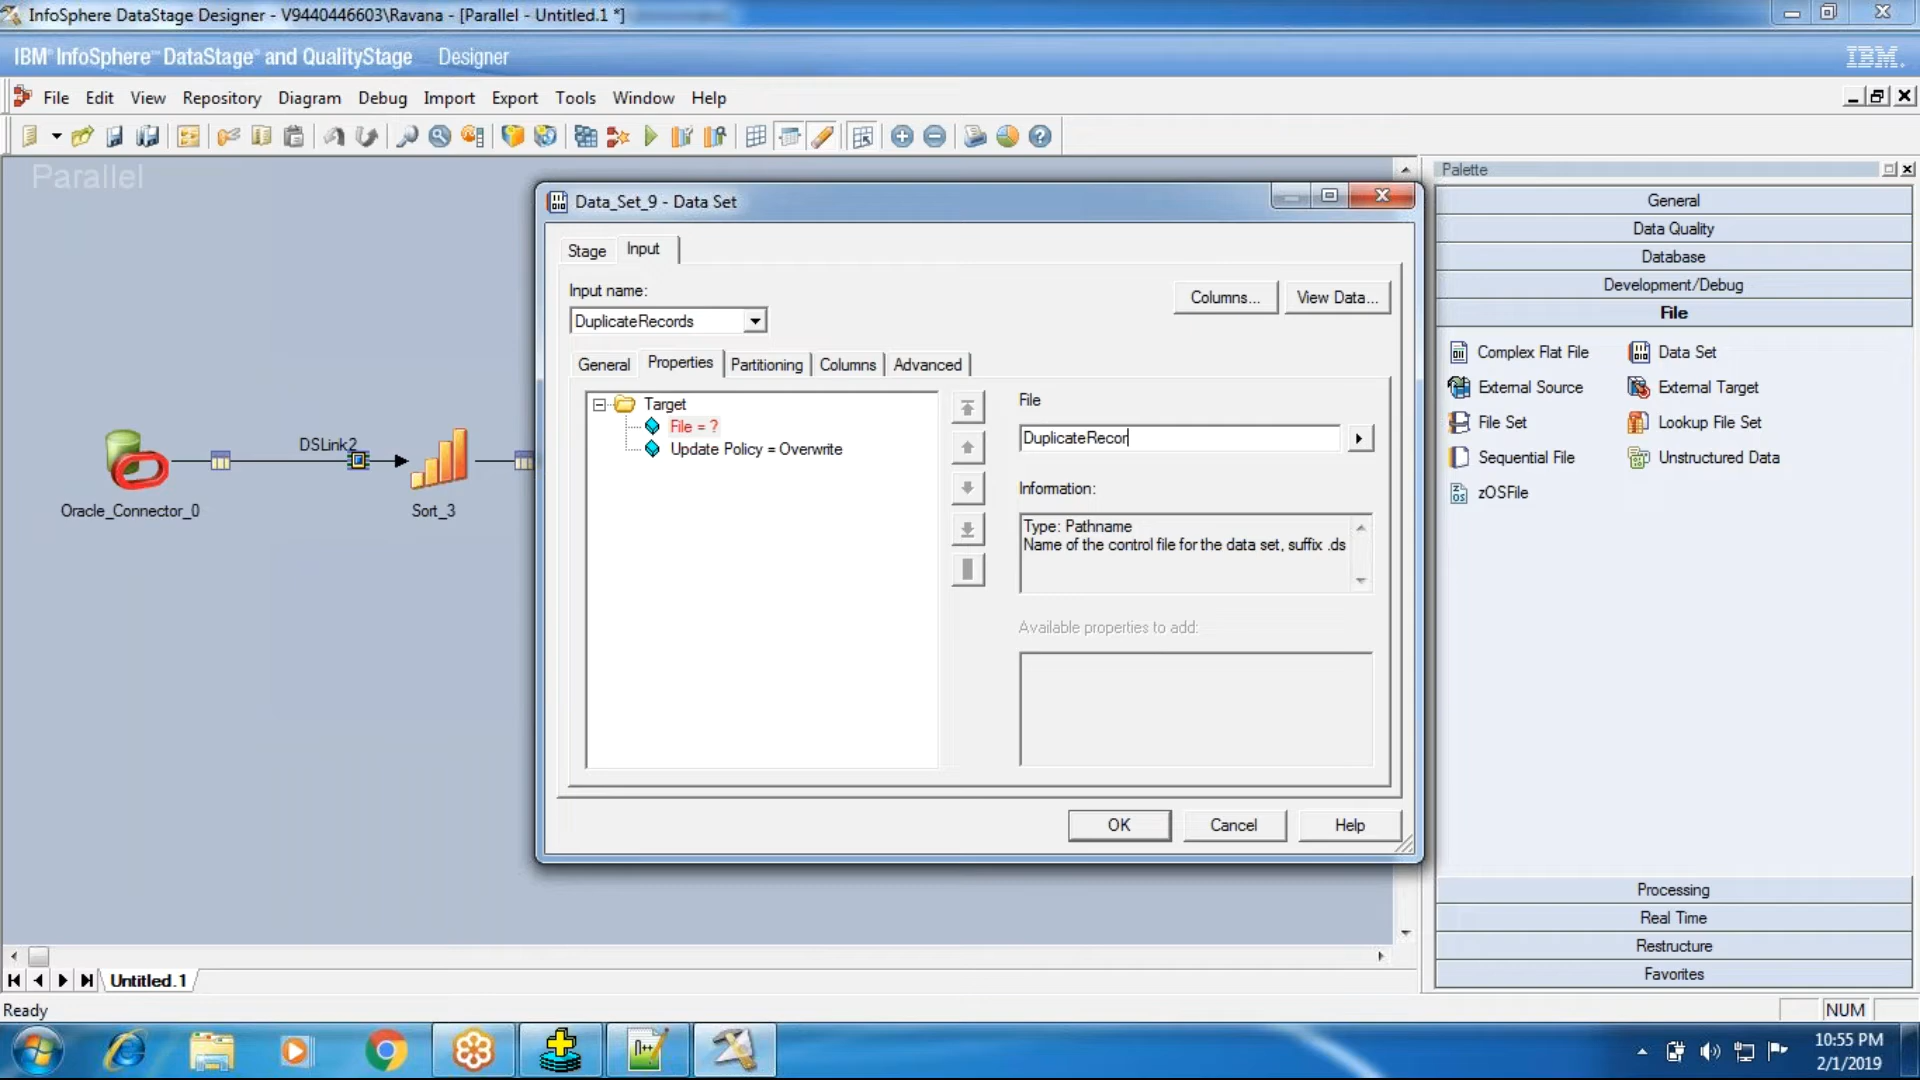 InfoSphere DataStage Designer - V9440446603\Ravana - [Parallel - Untitled.1 *]
IBM® InfoSphere™ DataStage® and QualityStage Designer
IBM.
File Edit View Repository Diagram Debug Import Export Tools Window Help
Parallel
Palette
General
Data Quality
Database
Development/Debug
File
Complex Flat File
Data Set
External Source
External Target
File Set
Lookup File Set
Sequential File
Unstructured Data
zOSFile
Processing
Real Time
Restructure
Favorites
Oracle_Connector_0
DSLink2
Sort_3
Data_Set_9 - Data Set
Stage Input
Input name:
DuplicateRecords
Columns... View Data...
General Properties Partitioning Columns Advanced
Target
File = ?
Update Policy = Overwrite
File
DuplicateRecor
Information:
Type: Pathname
Name of the control file for the data set, suffix .ds
Available properties to add:
OK Cancel Help
Untitled.1
Ready
NUM
10:55 PM
2/1/2019